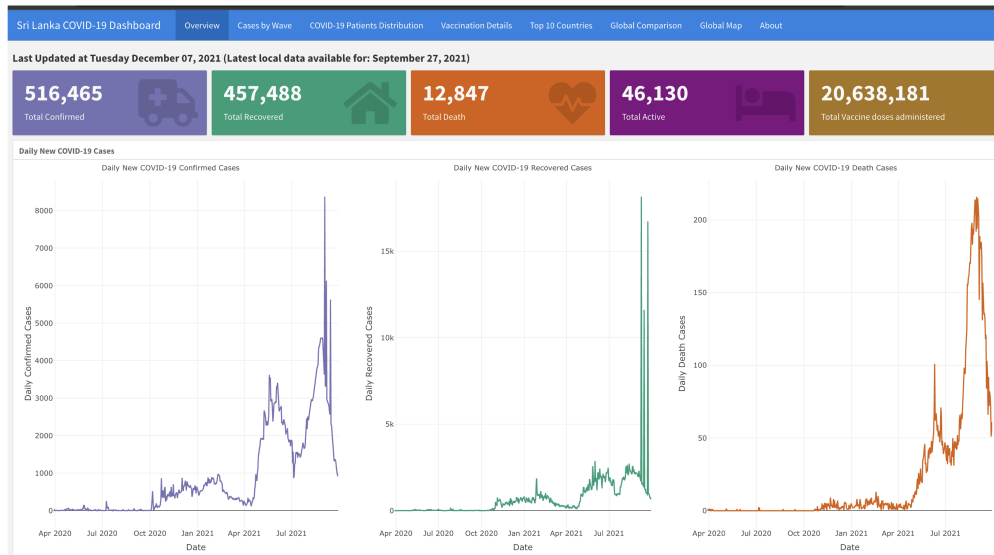 Sri Lanka COVID-19 Dashboard Overview Cases by Wave COVID-19 Patients Distribution Vaccination Details Top 10 Countries Global Comparison Global Map About
Last Updated at Tuesday December 07, 2021 (Latest local data available for: September 27, 2021)
516,465 457,488 12,847 46,130 20,638,181
Total Confirmed Total Recovered Total Death Total Active Total Vaccine doses administered
Daily New COVID-19 Cases
Daily New COVID-19 Confirmed Cases
Daily Confirmed Cases
8000
7000
6000
5000
4000
3000
2000
1000
0
Apr 2020 Jul 2020 Oct 2020 Jan 2021 Apr 2021 Jul 2021
Date
Daily New COVID-19 Recovered Cases
Daily Recovered Cases
15k
10k
5k
0
Apr 2020 Jul 2020 Oct 2020 Jan 2021 Apr 2021 Jul 2021
Date
Daily New COVID-19 Death Cases
Daily Death Cases
200
150
100
50
0
Apr 2020 Jul 2020 Oct 2020 Jan 2021 Apr 2021 Jul 2021
Date